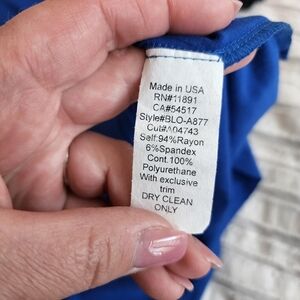 Made in USA
RN#11891
CA#54517
Style#BLO-A877
Cut#A04743
Self:94%Rayon
6%Spandex
Cont.100%
Polyurethane
With exclusive
trim
DRY CLEAN
ONLY